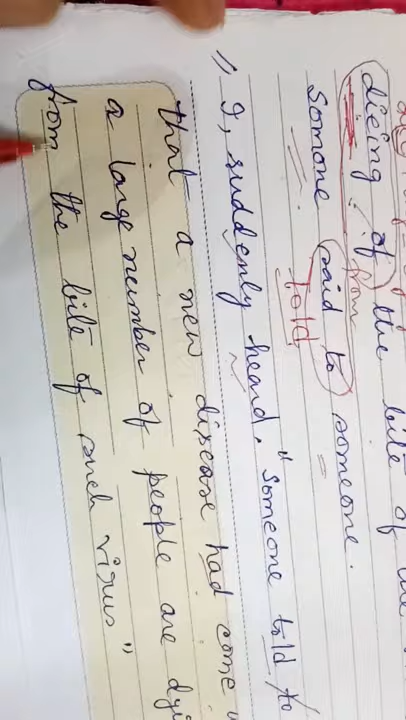 dieing of the bite of
from
Somone said to someone.
told
1, I, suddenly heard, "Someone told to
that a new disease had come
a large number of people are
from the bite of such virus"